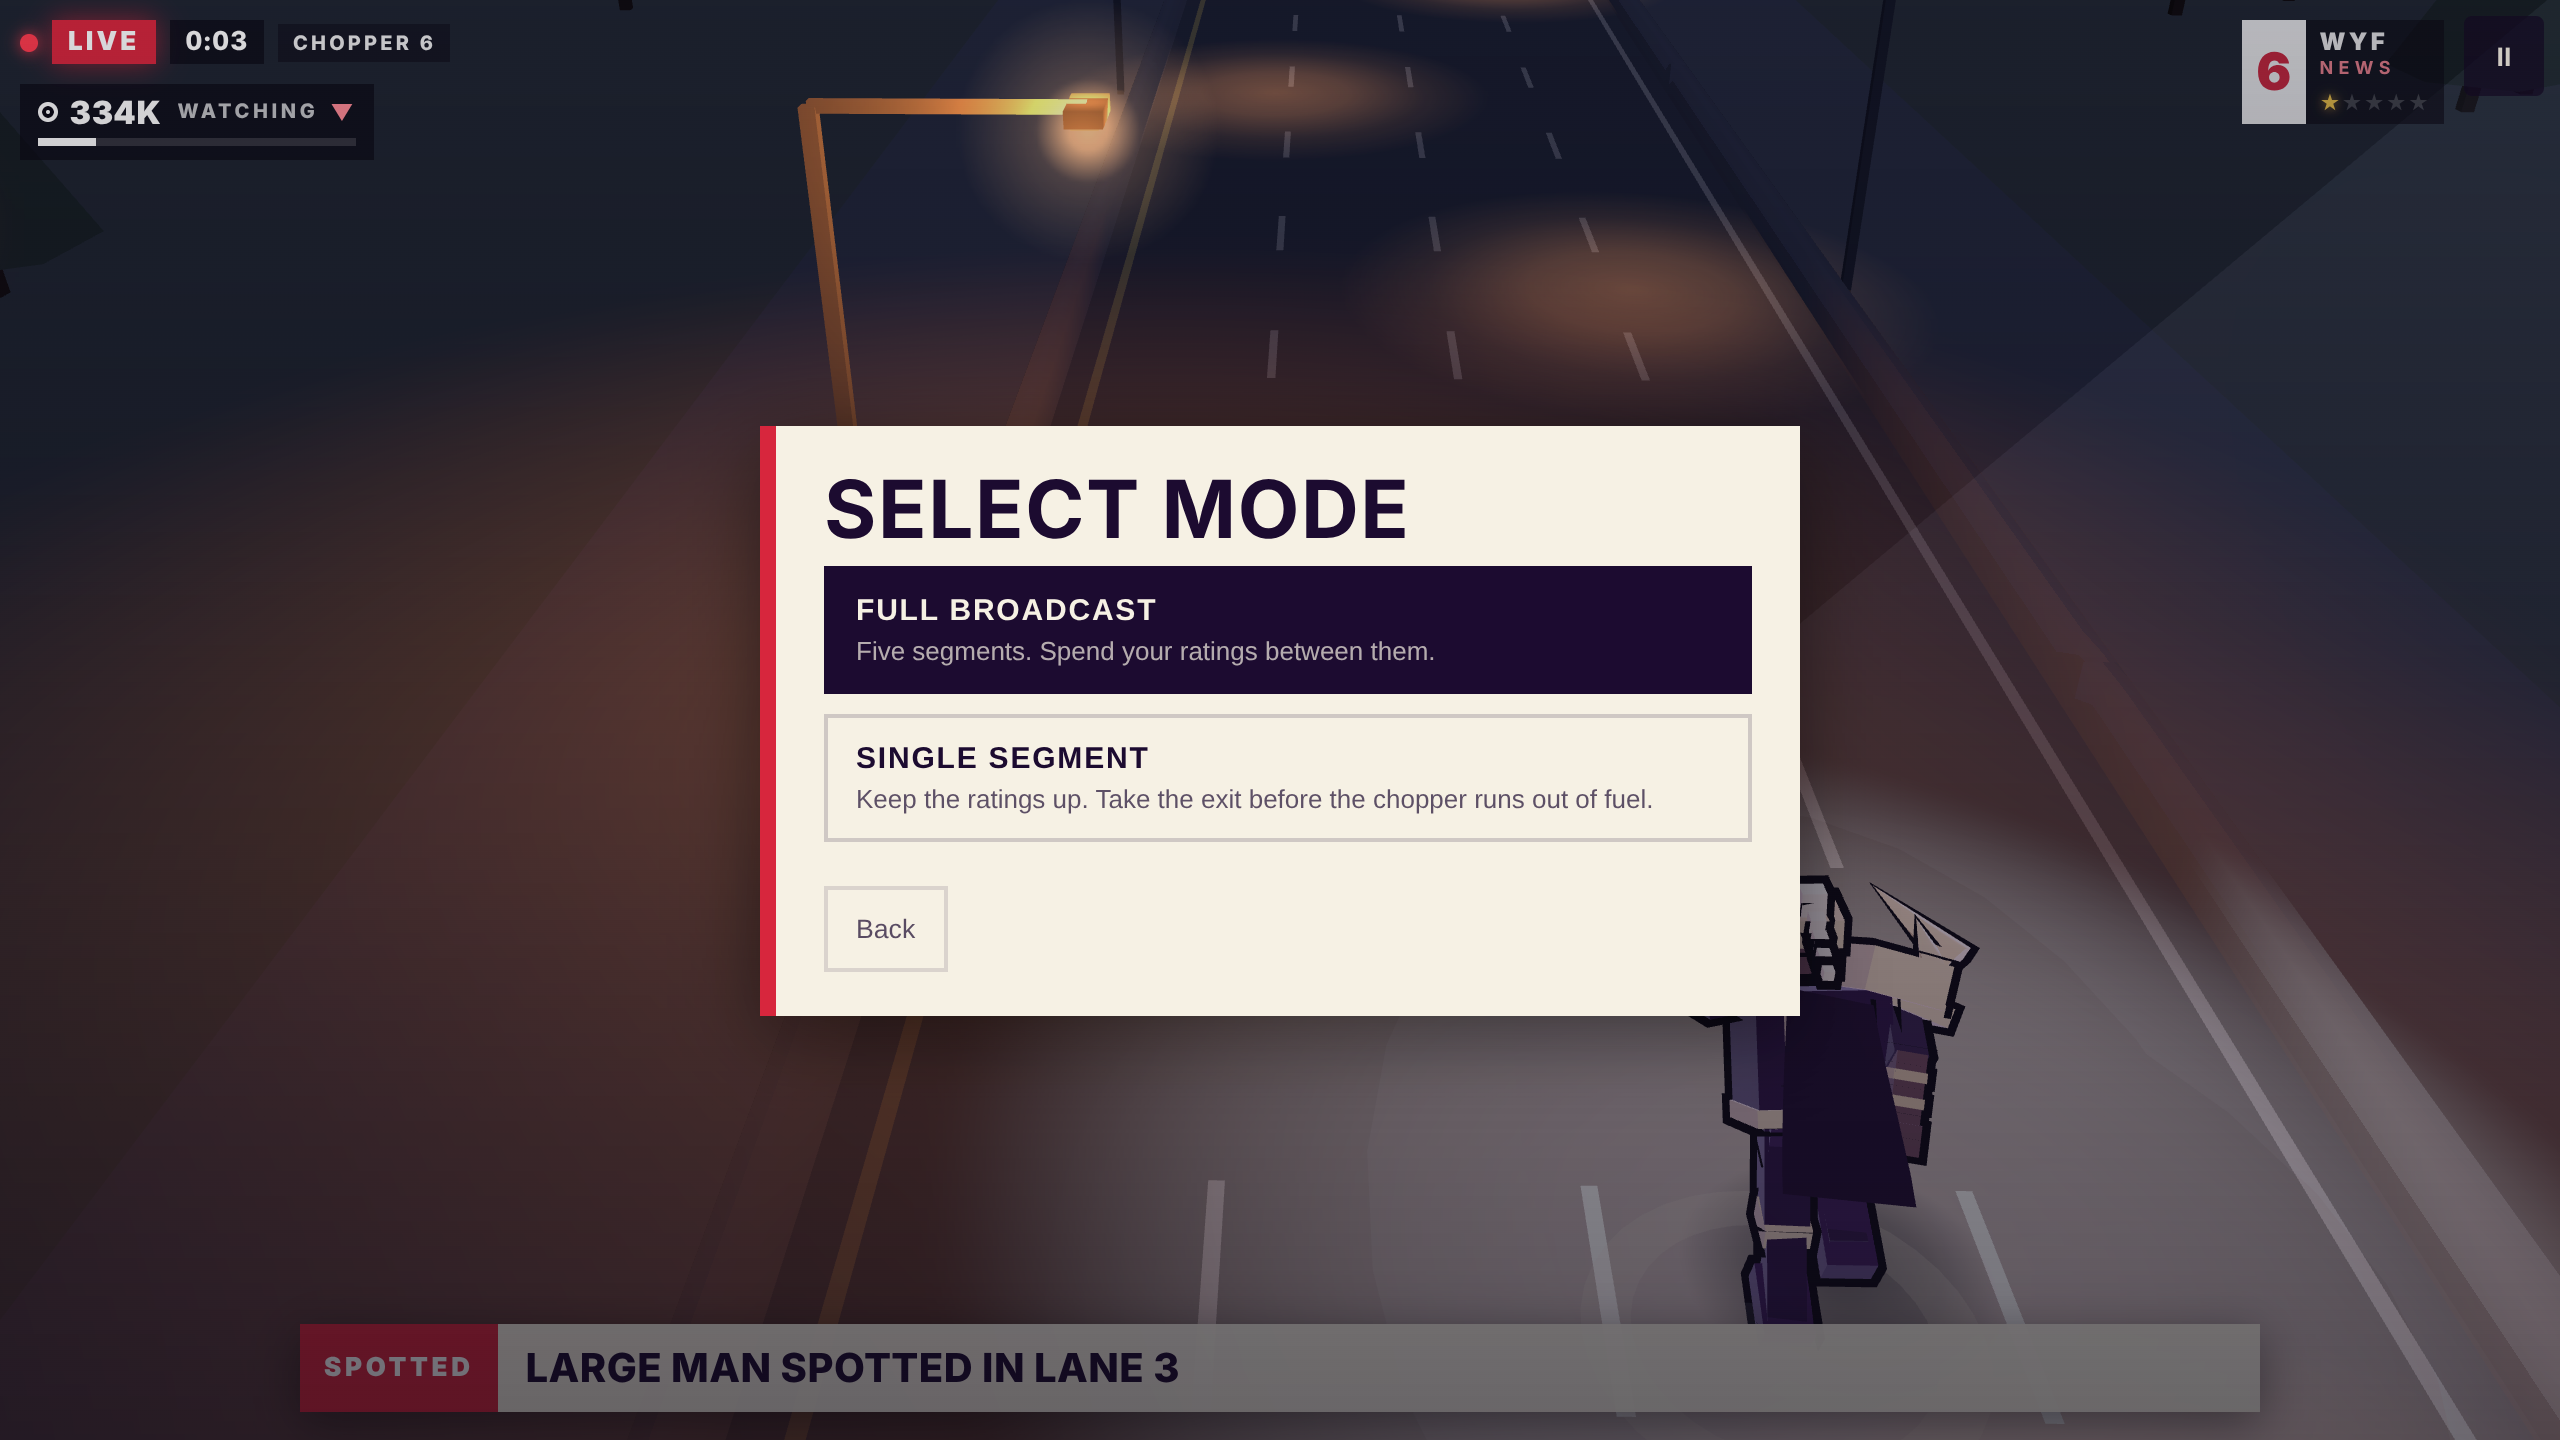 LIVE 0:03 CHOPPER 6
334K WATCHING
6 WYF
NEWS
★★★★★
SELECT MODE
FULL BROADCAST
Five segments. Spend your ratings between them.
SINGLE SEGMENT
Keep the ratings up. Take the exit before the chopper runs out of fuel.
Back
SPOTTED LARGE MAN SPOTTED IN LANE 3